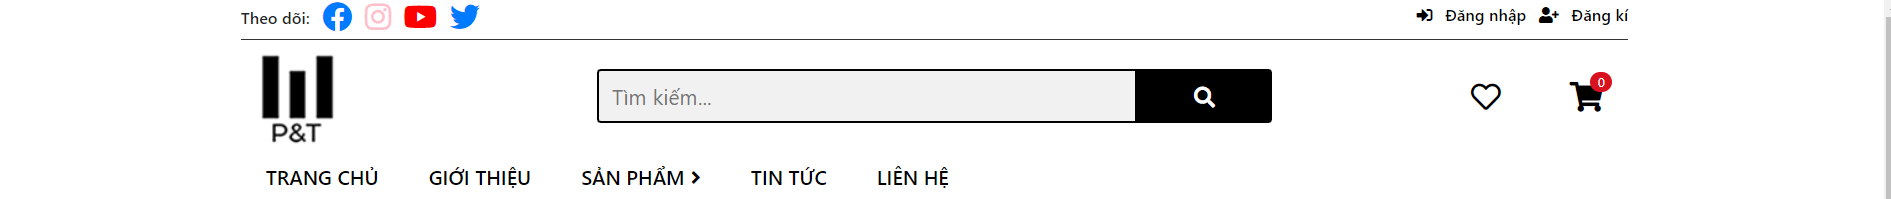 Theo dõi: Đăng nhập Đăng kí
P&T
Tìm kiếm...
0
TRANG CHỦ GIỚI THIỆU SẢN PHẨM TIN TỨC LIÊN HỆ